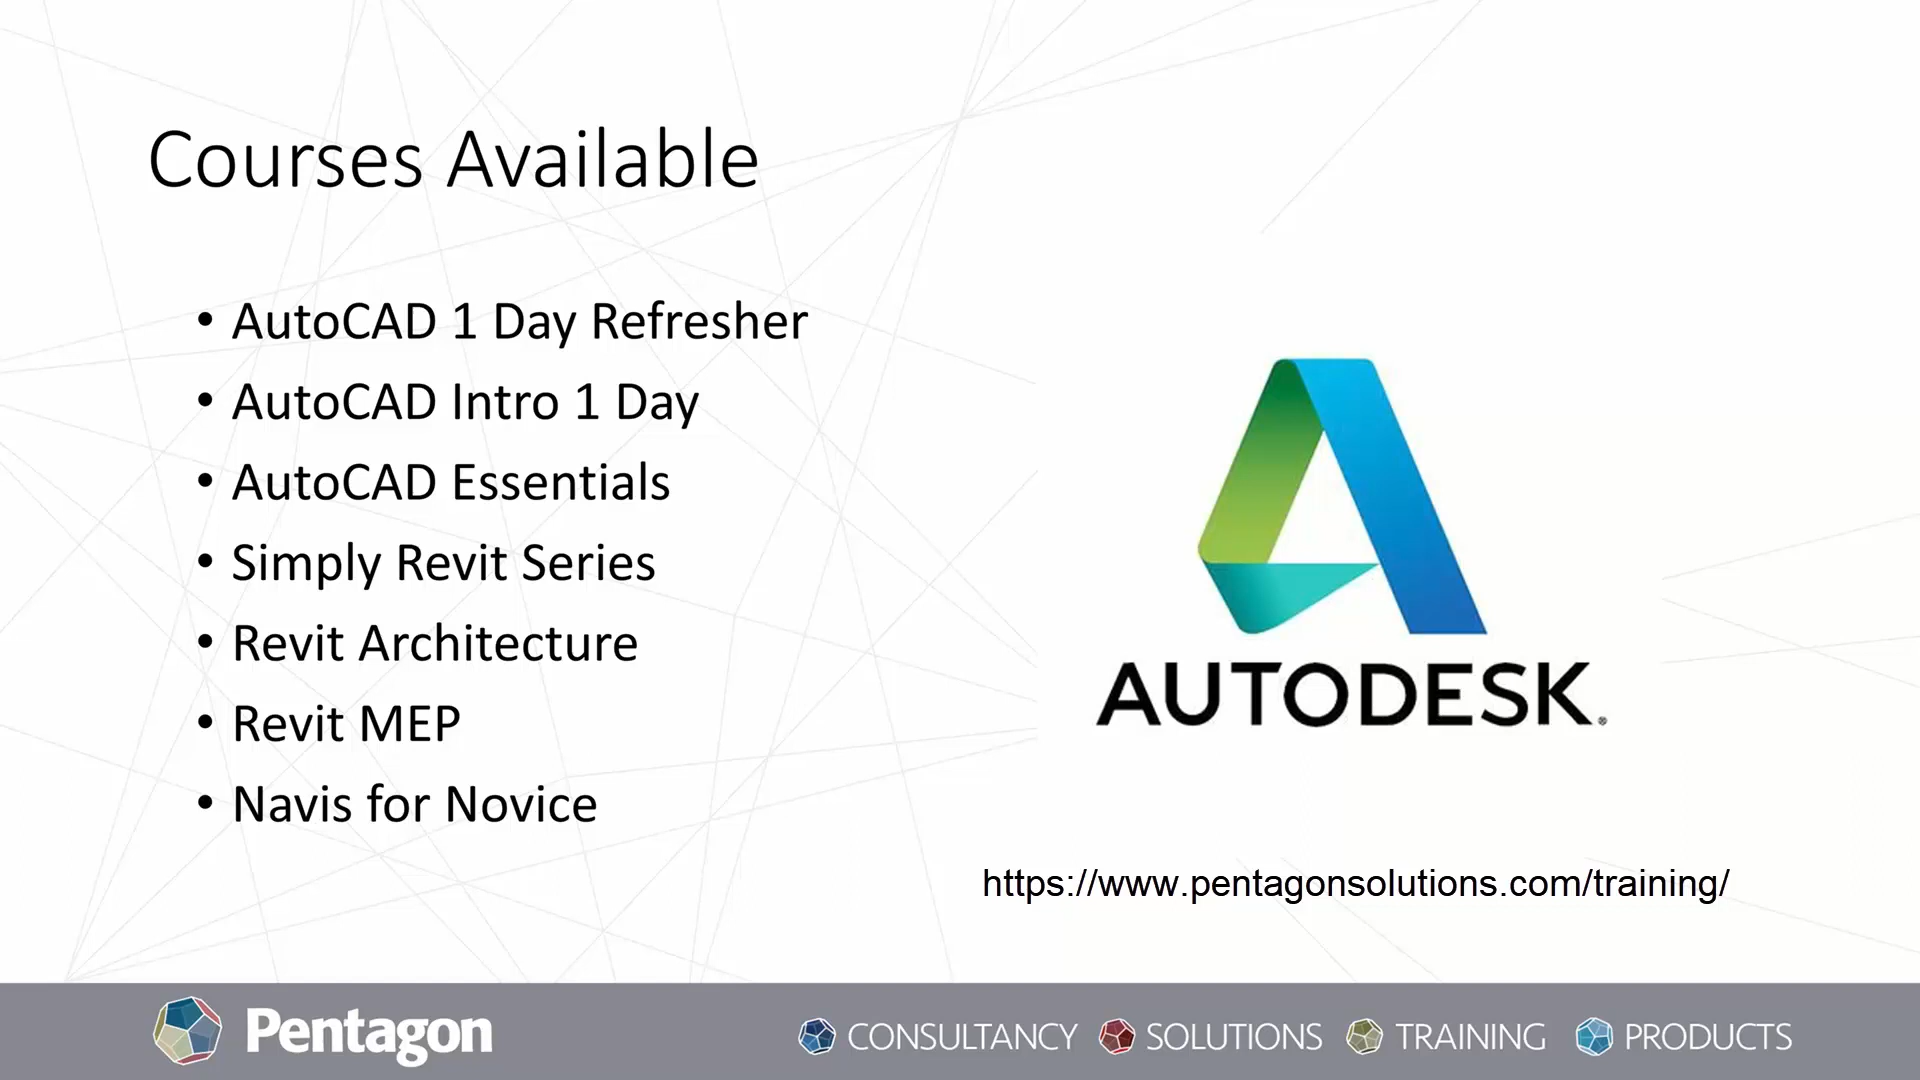 Courses Available
• AutoCAD 1 Day Refresher
• AutoCAD Intro 1 Day
• AutoCAD Essentials
• Simply Revit Series
• Revit Architecture
• Revit MEP
• Navis for Novice
AUTODESK®
https://www.pentagonsolutions.com/training/
Pentagon
CONSULTANCY SOLUTIONS TRAINING PRODUCTS